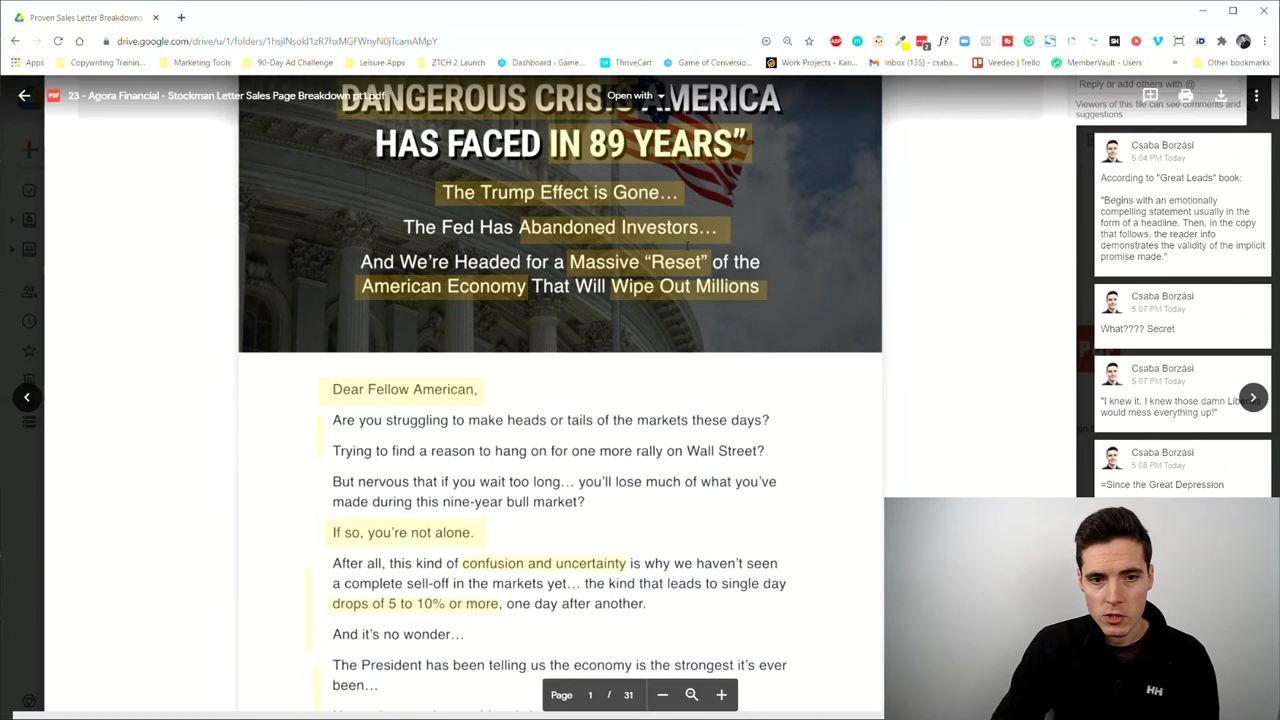 Proven Sales Letter Breakdowns
drive.google.com/drive/u/1/folders/1hsjlNsold1zR7hxMGFWnyN0jTcamAMpY
Apps
Copywriting Training...
Marketing Tools
90-Day Ad Challenge
Leisure Apps
ZTCH 2 Launch
Dashboard ‹ Game...
ThriveCart
Game of Conversio...
Work Projects - Kan...
Inbox (135) - csaba...
Veedeo | Trello
MemberVault - Users
Other bookmarks
23 - Agora Financial - Stockman Letter Sales Page Breakdown pt1.pdf
Open with
DANGEROUS CRISIS AMERICA
HAS FACED IN 89 YEARS”
The Trump Effect is Gone…
The Fed Has Abandoned Investors…
And We’re Headed for a Massive “Reset” of the
American Economy That Will Wipe Out Millions
Dear Fellow American,
Are you struggling to make heads or tails of the markets these days?
Trying to find a reason to hang on for one more rally on Wall Street?
But nervous that if you wait too long… you’ll lose much of what you’ve
made during this nine-year bull market?
If so, you’re not alone.
After all, this kind of confusion and uncertainty is why we haven’t seen
a complete sell-off in the markets yet… the kind that leads to single day
drops of 5 to 10% or more, one day after another.
And it’s no wonder…
The President has been telling us the economy is the strongest it’s ever
been…
Page 1 / 31
Reply or add others with @
Viewers of this file can see comments and
suggestions.
Csaba Borzási
5:04 PM Today
According to "Great Leads" book:
"Begins with an emotionally
compelling statement usually in the
form of a headline. Then, in the copy
that follows, the reader info
demonstrates the validity of the implicit
promise made."
Csaba Borzási
5:07 PM Today
What???? Secret
Csaba Borzási
5:07 PM Today
"I knew it. I knew those damn Liber
would mess everything up!"
Csaba Borzási
5:08 PM Today
=Since the Great Depression
HH